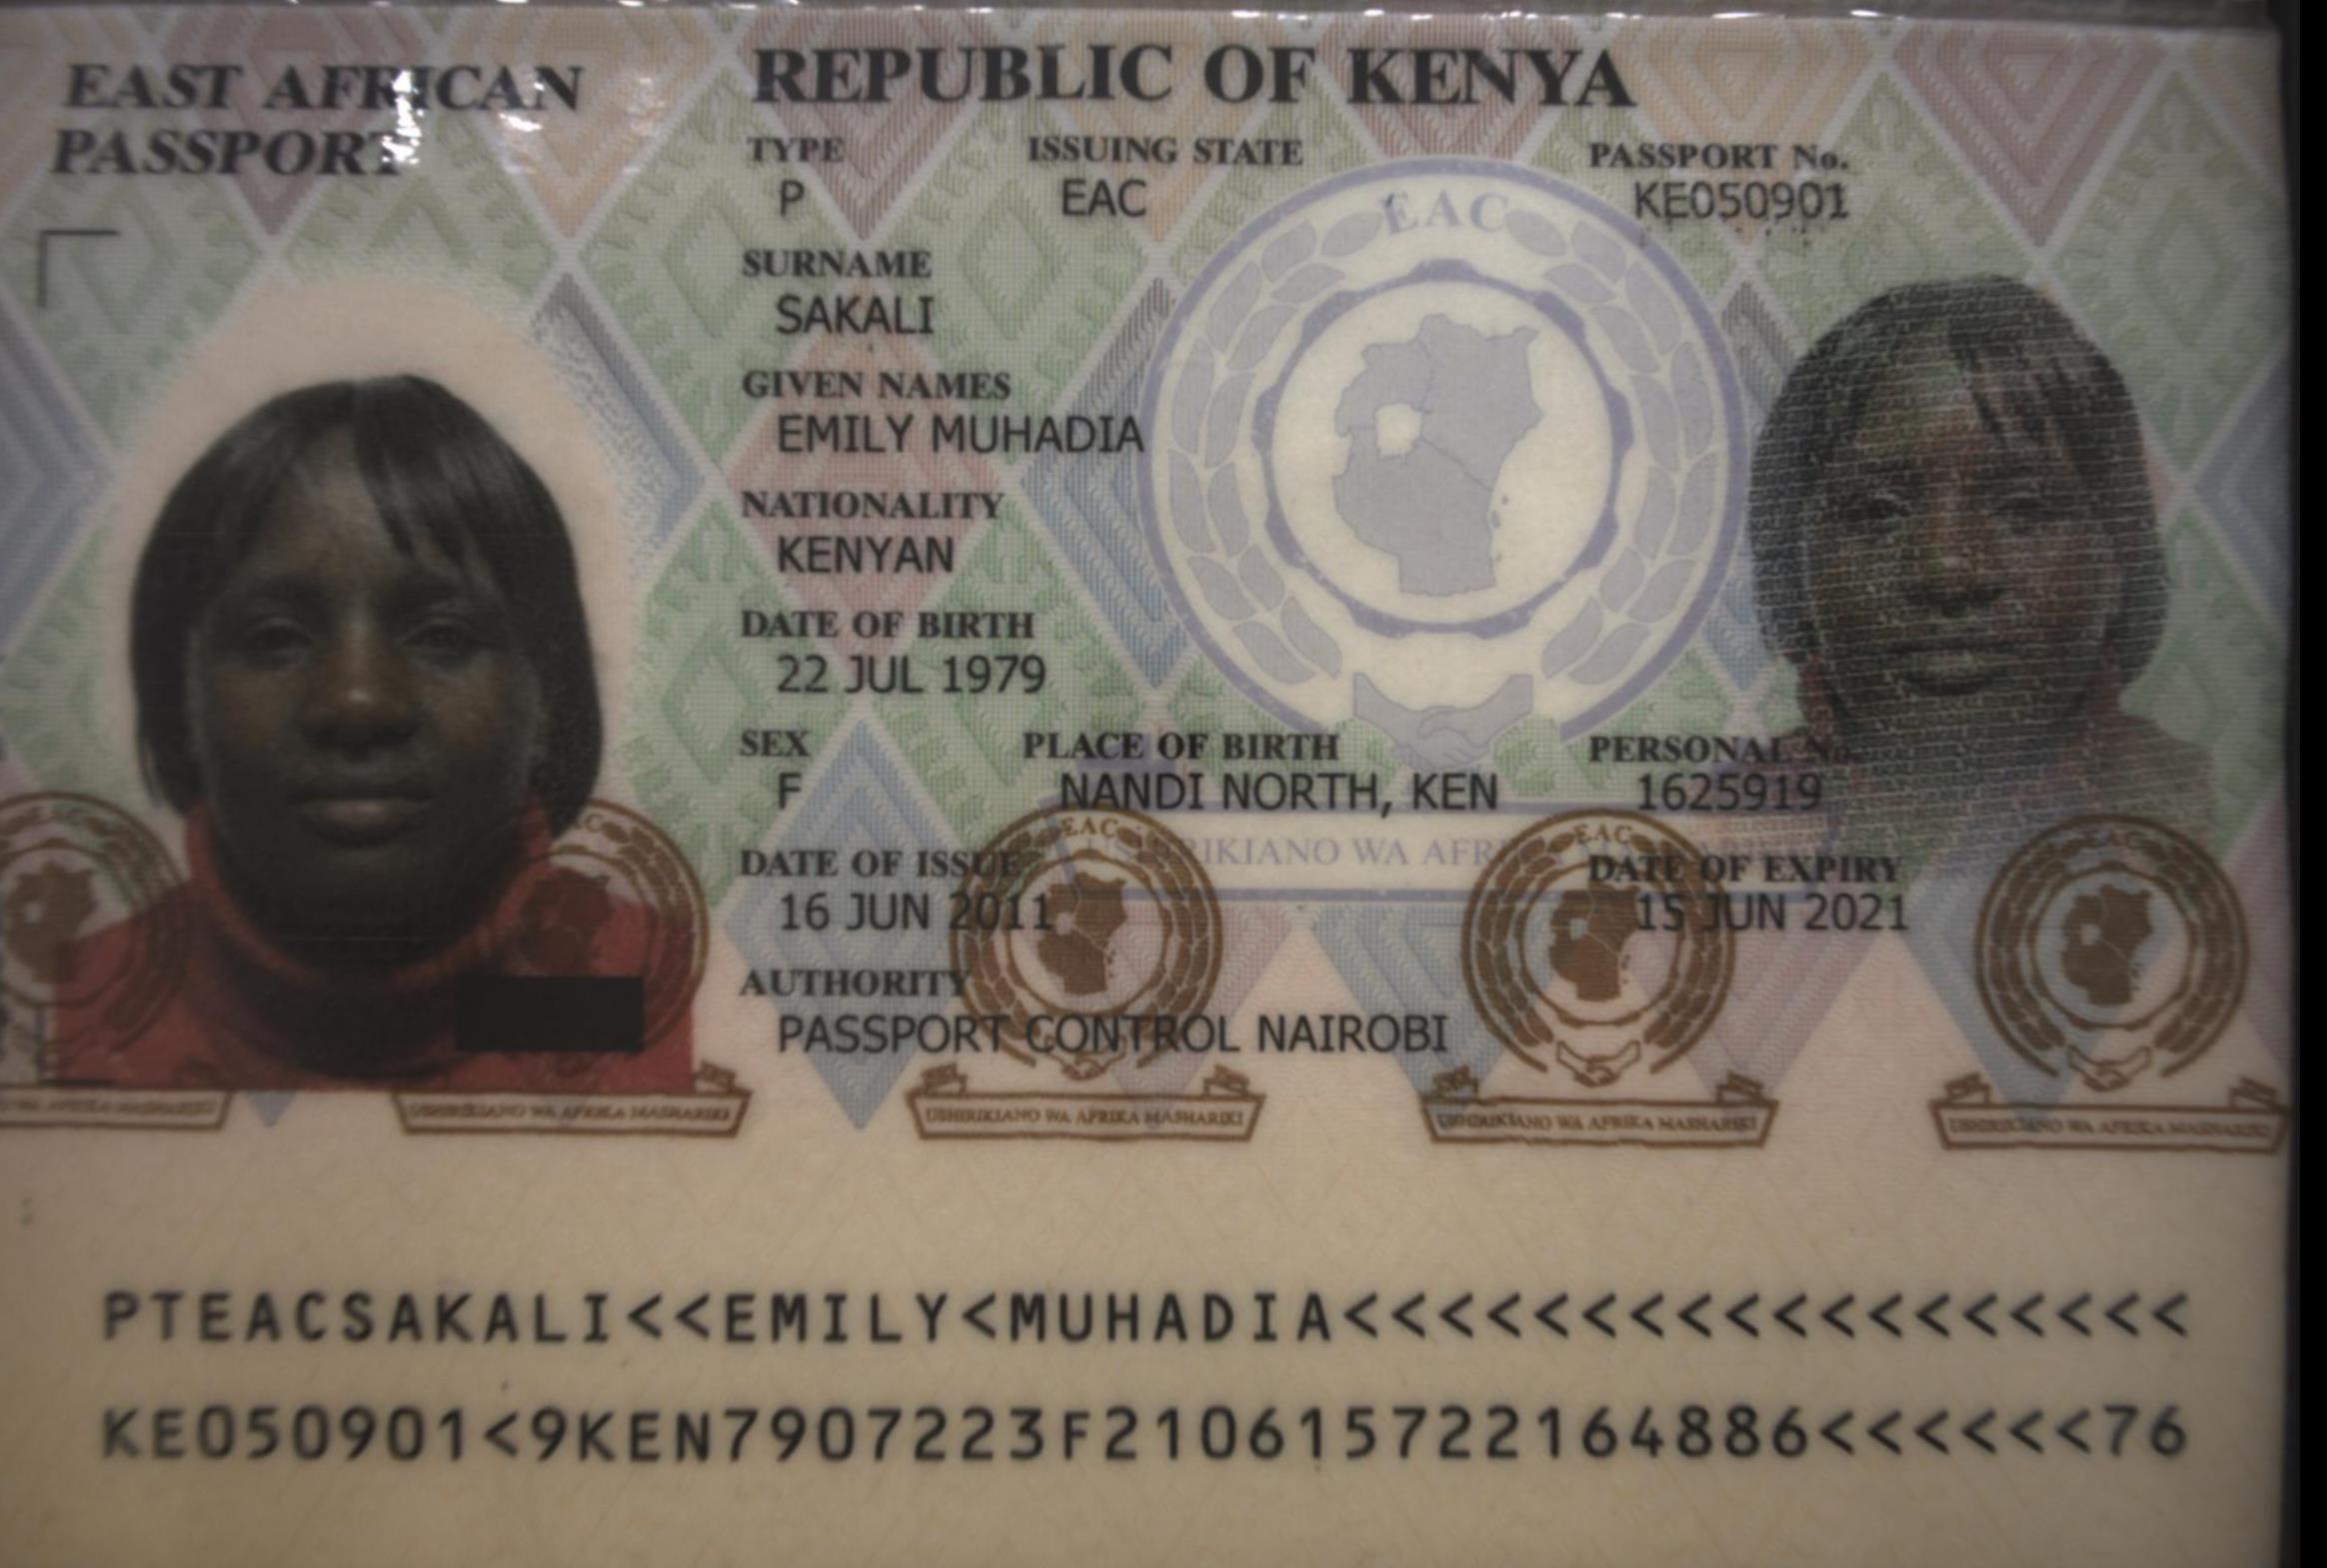 EAST AFRICAN
PASSPORT
REPUBLIC OF KENYA
TYPE ISSUING STATE PASSPORT No.
P EAC KE050901
EAC
SURNAME
SAKALI
GIVEN NAMES
EMILY MUHADIA
NATIONALITY
KENYAN
DATE OF BIRTH
22 JUL 1979
SEX PLACE OF BIRTH PERSONAL No.
F NANDI NORTH, KEN 1625919
EAC EAC EAC
WA
DATE OF ISSUE DATE OF EXPIRY
16 JUN 2011 15 JUN 2021
AUTHORITY
PASSPORT CONTROL NAIROBI
WA AFRIKA MASHARIKI USHIRIKIANO WA AFRIKA MASHARIKI USHIRIKIANO WA AFRIKA MASHARIKI USHIRIKIANO WA AFRIKA MASHARIKI USHIRIKIANO WA AFRIKA MASHARIKI
PTEACSAKALI<<EMILY<MUHADIA<<<<<<<<<<<<<<<<<<
KE050901<9KEN7907223F2106157221648​86<<<<<<76